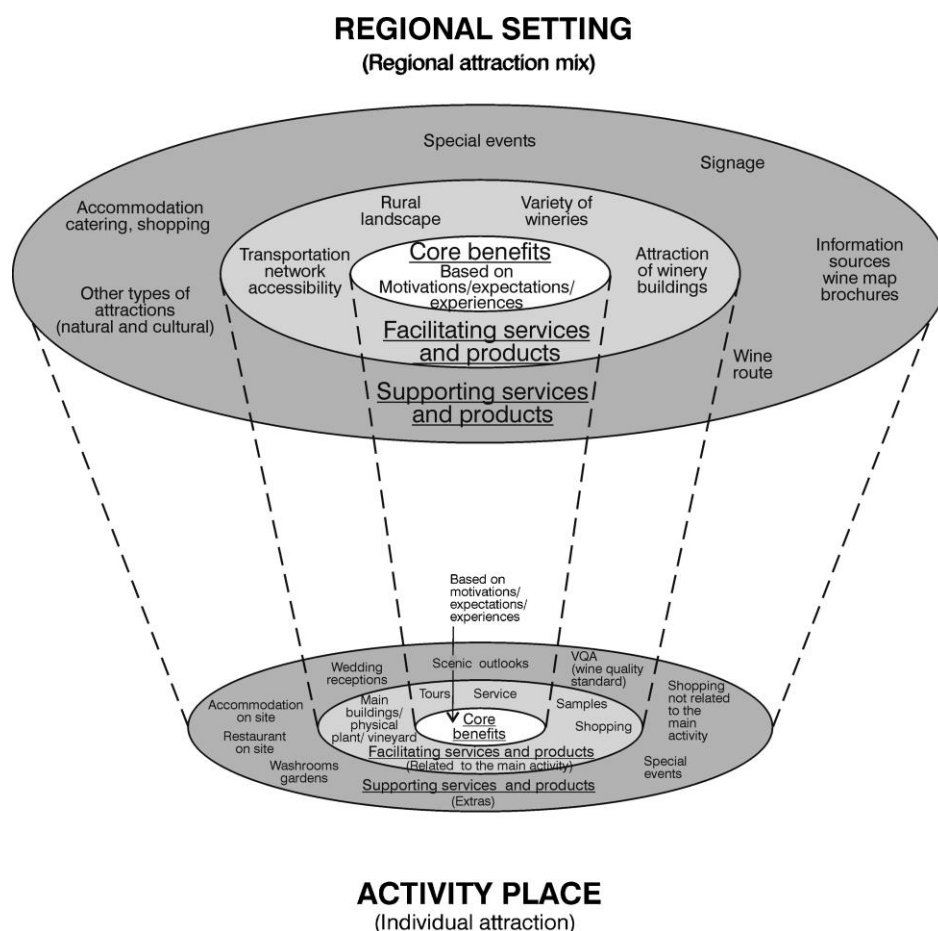 REGIONAL SETTING
(Regional attraction mix)
Special events
Signage
Accommodation
catering, shopping
Rural
landscape
Variety of
wineries
Transportation
network
accessibility
Core benefits
Based on
Motivations/expectations/
experiences
Attraction
of winery
buildings
Information
sources
wine map
brochures
Other types of
attractions
(natural and cultural)
Facilitating services
and products
Wine
route
Supporting services
and products
Based on
motivations/
expectations/
experiences
Wedding
receptions
Scenic outlooks
VQA
(wine quality
standard)
Shopping
not related to
the main
activity
Accommodation
on site
Restaurant
on site
Washrooms
gardens
Main
buildings/
physical
plant/ vineyard
Tours
Service
Samples
Shopping
Core
benefits
Facilitating services and products
(Related to the main activity)
Special
events
Supporting services and products
(Extras)
ACTIVITY PLACE
(Individual attraction)